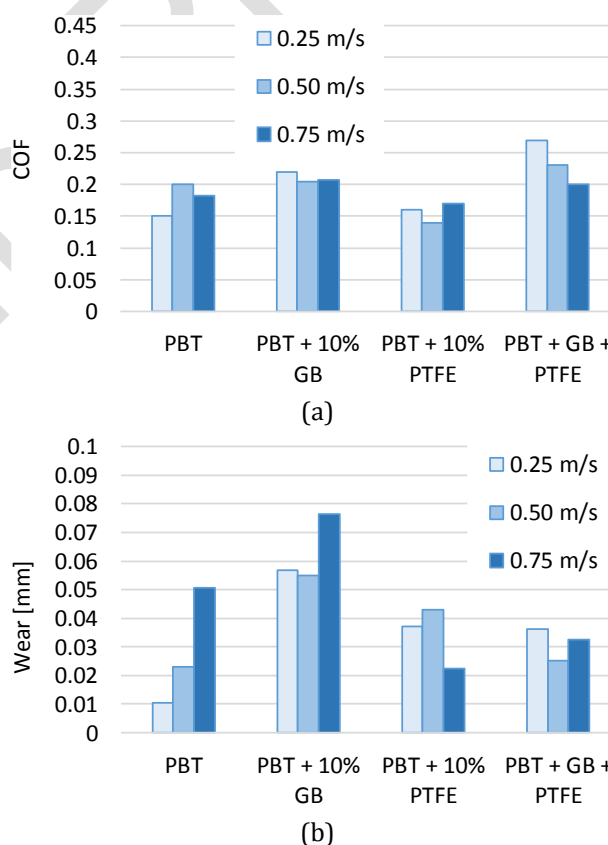 0.45
0.4
0.35
0.3
0.25
0.2
0.15
0.1
0.05
0
COF
0.25 m/s
0.50 m/s
0.75 m/s
PBT PBT + 10% PBT + 10% PBT + GB +
GB PTFE PTFE
(a)
0.1
0.09
0.08
0.07
0.06
0.05
0.04
0.03
0.02
0.01
0
Wear [mm]
0.25 m/s
0.50 m/s
0.75 m/s
PBT PBT + 10% PBT + 10% PBT + GB +
GB PTFE PTFE
(b)